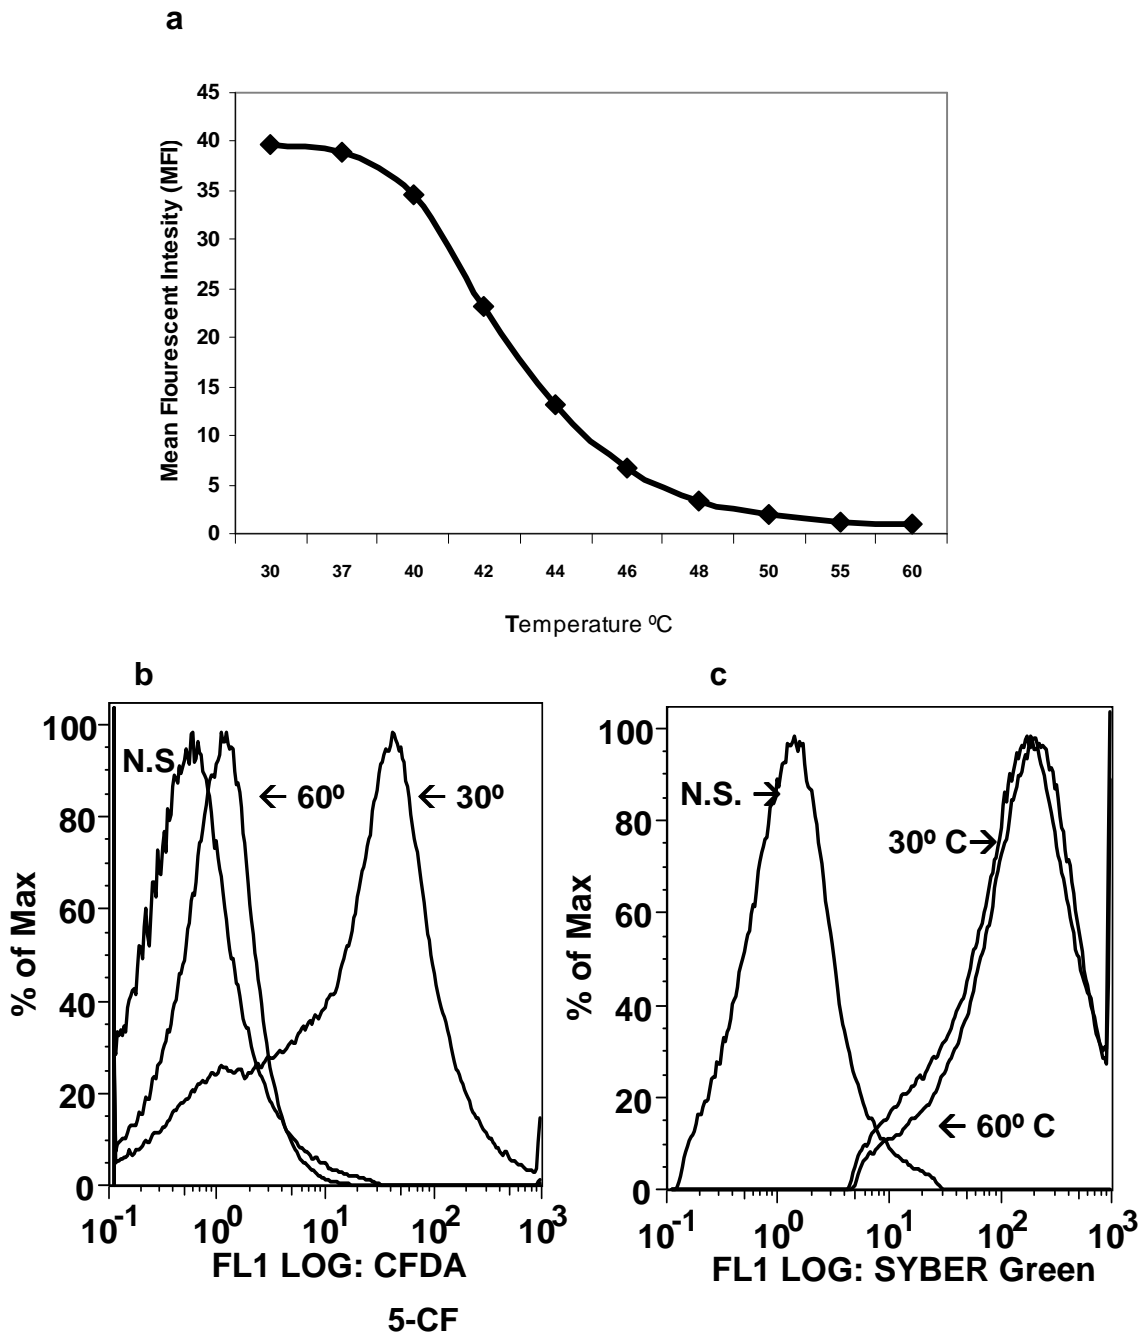 a
45
40
35
30
25
20
15
10
5
0
Mean Flourescent Intesity (MFI)
30 37 40 42 44 46 48 50 55 60
Temperature ºC
b
100
80
60
40
20
0
% of Max
N.S.
← 60º
← 30º
10-1 100 101 102 103
FL1 LOG: CFDA
5-CF
c
100
80
60
40
20
0
% of Max
N.S. →
30º C→
← 60º C
10-1 100 101 102 103
FL1 LOG: SYBER Green